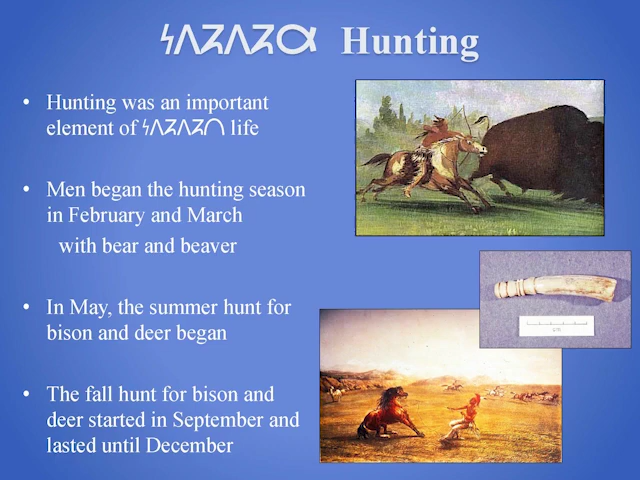 𐓏𐒰𐓓𐒰𐓓𐒻 Hunting
• Hunting was an important
element of 𐓏𐒰𐓓𐒰𐓓𐒷 life
• Men began the hunting season
in February and March
with bear and beaver
• In May, the summer hunt for
bison and deer began
• The fall hunt for bison and
deer started in September and
lasted until December